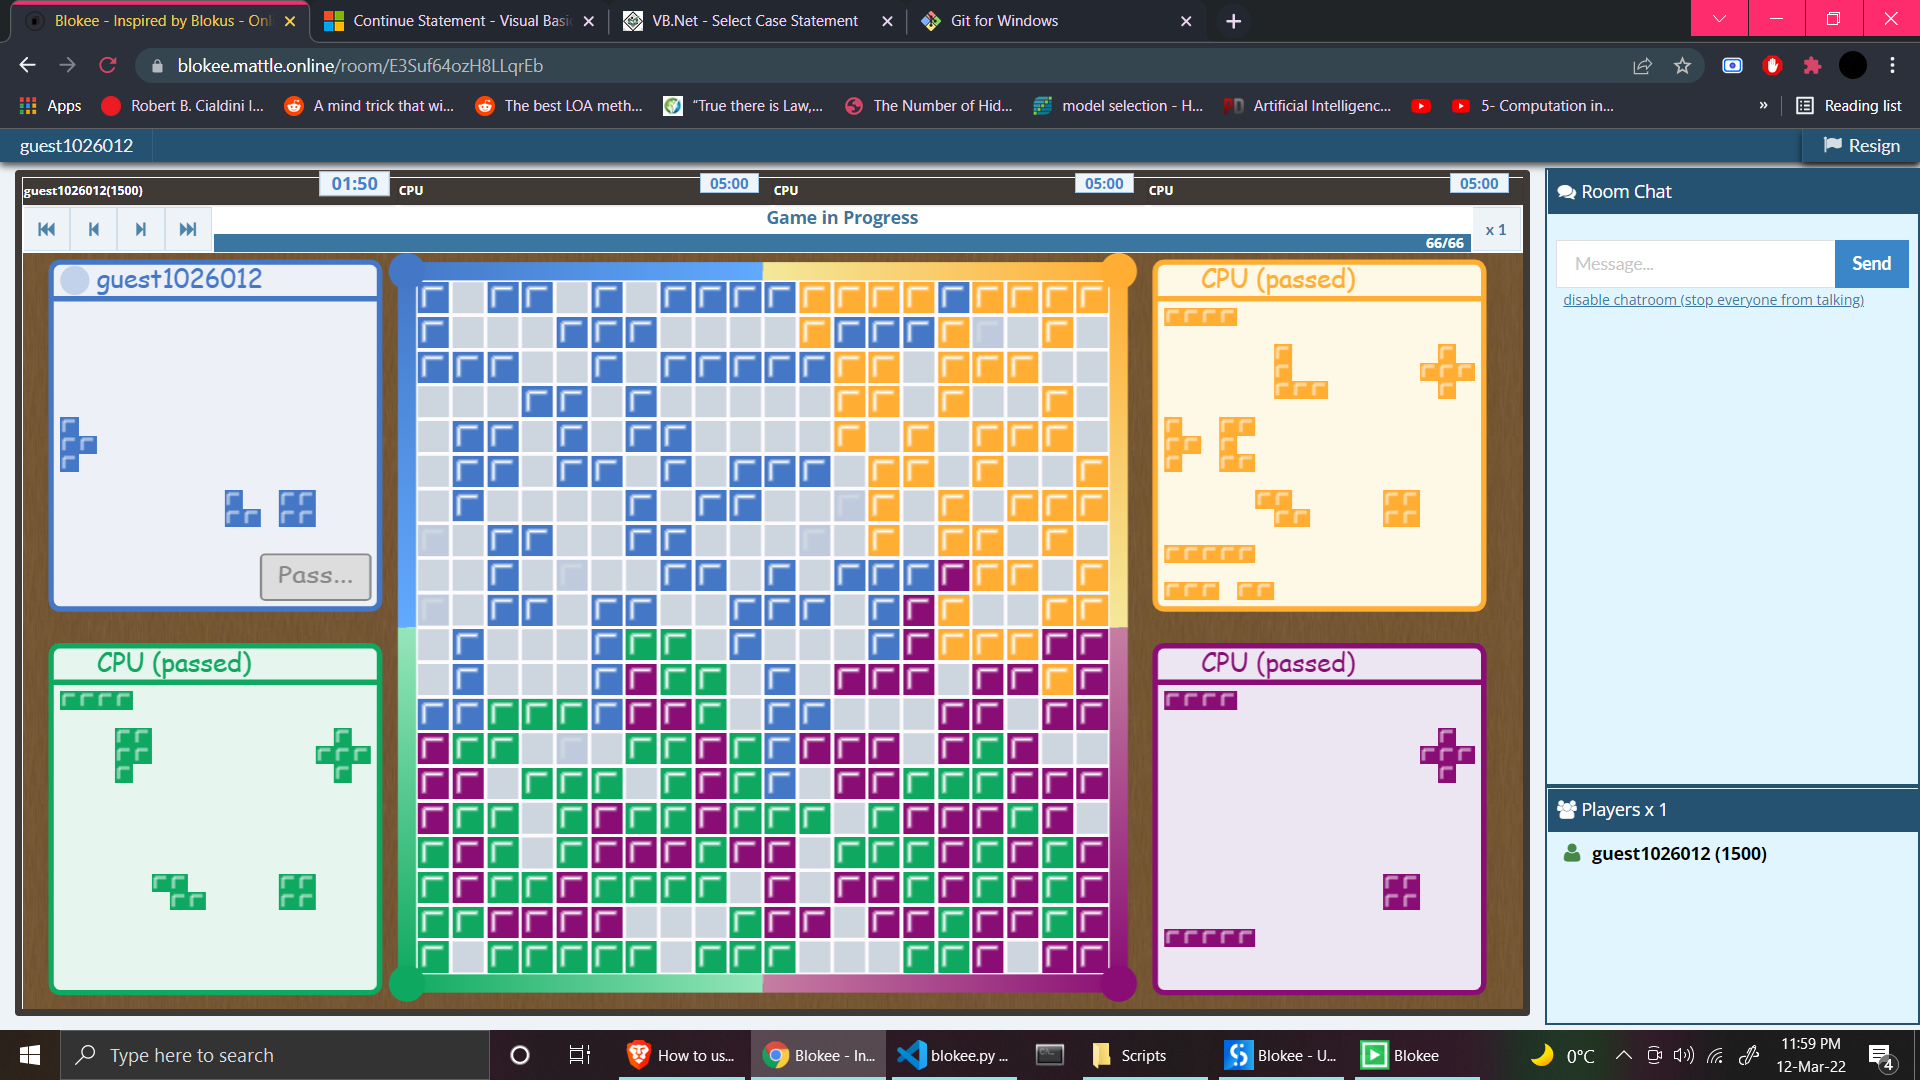 Blokee - Inspired by Blokus - Onl
Continue Statement - Visual Basi
VB.Net - Select Case Statement
Git for Windows
blokee.mattle.online/room/E3Suf64ozH8LLqrEb
Apps
Robert B. Cialdini I...
A mind trick that wi...
The best LOA meth...
“True there is Law,...
The Number of Hid...
model selection - H...
Artificial Intelligenc...
5- Computation in...
»
Reading list
guest1026012
Resign
guest1026012(1500)
01:50
CPU
05:00
CPU
05:00
CPU
05:00
Game in Progress
66/66
x 1
guest1026012
Pass...
CPU (passed)
CPU (passed)
CPU (passed)
Room Chat
Message...
Send
disable chatroom (stop everyone from talking)
Players x 1
guest1026012 (1500)
Type here to search
How to us...
Blokee - In...
blokee.py ...
Scripts
Blokee - U...
Blokee
0°C
11:59 PM
12-Mar-22
4